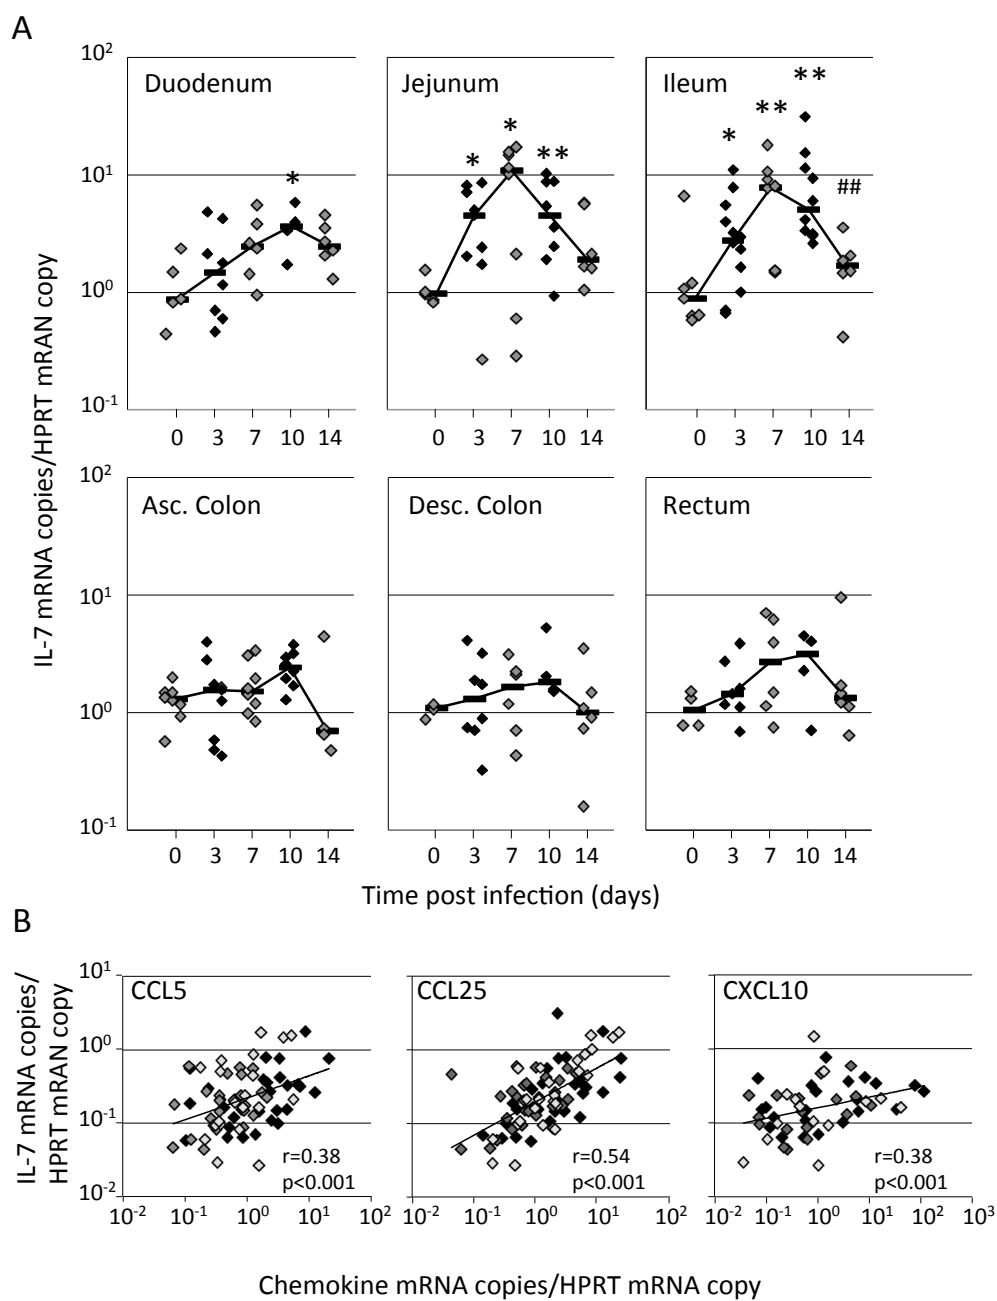 A
IL-7 mRNA copies/HPRT mRAN copy
10² 10¹ 10⁰ 10⁻¹
Duodenum
*
0 3 7 10 14
Jejunum
* * **
0 3 7 10 14
Ileum
* ** ** ##
0 3 7 10 14
10² 10¹ 10⁰ 10⁻¹
Asc. Colon
0 3 7 10 14
Desc. Colon
0 3 7 10 14
Rectum
0 3 7 10 14
Time post infection (days)
B
IL-7 mRNA copies/
HPRT mRAN copy
10¹ 10⁰ 10⁻¹ 10⁻²
CCL5
r=0.38
p<0.001
10⁻² 10⁻¹ 10⁰ 10¹ 10²
CCL25
r=0.54
p<0.001
10⁻² 10⁻¹ 10⁰ 10¹ 10²
CXCL10
r=0.38
p<0.001
10⁻² 10⁻¹ 10⁰ 10¹ 10² 10³
Chemokine mRNA copies/HPRT mRNA copy